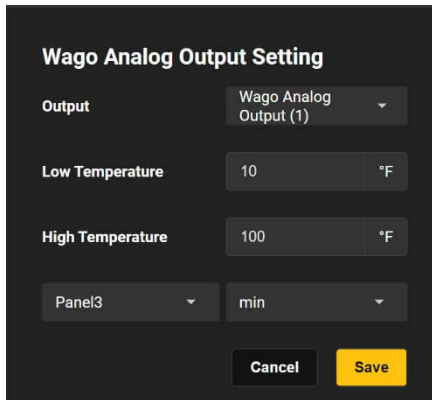 Wago Analog Output Setting
Output
Wago Analog
Output (1)
Low Temperature
10
°F
High Temperature
100
°F
Panel3
min
Cancel
Save